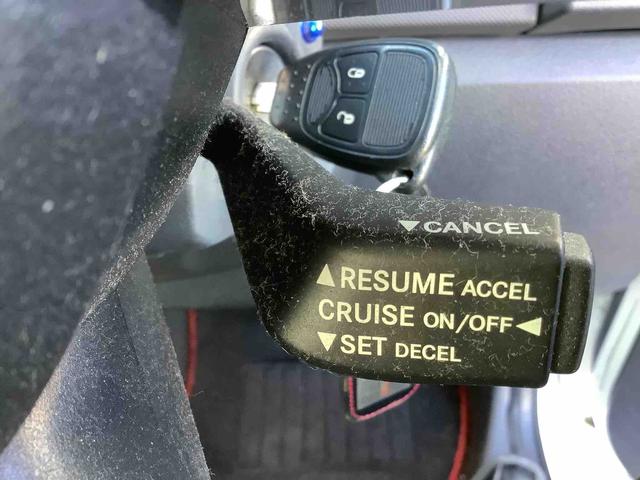 ▼CANCEL
▲RESUME ACCEL
CRUISE ON/OFF◄
▼SET DECEL